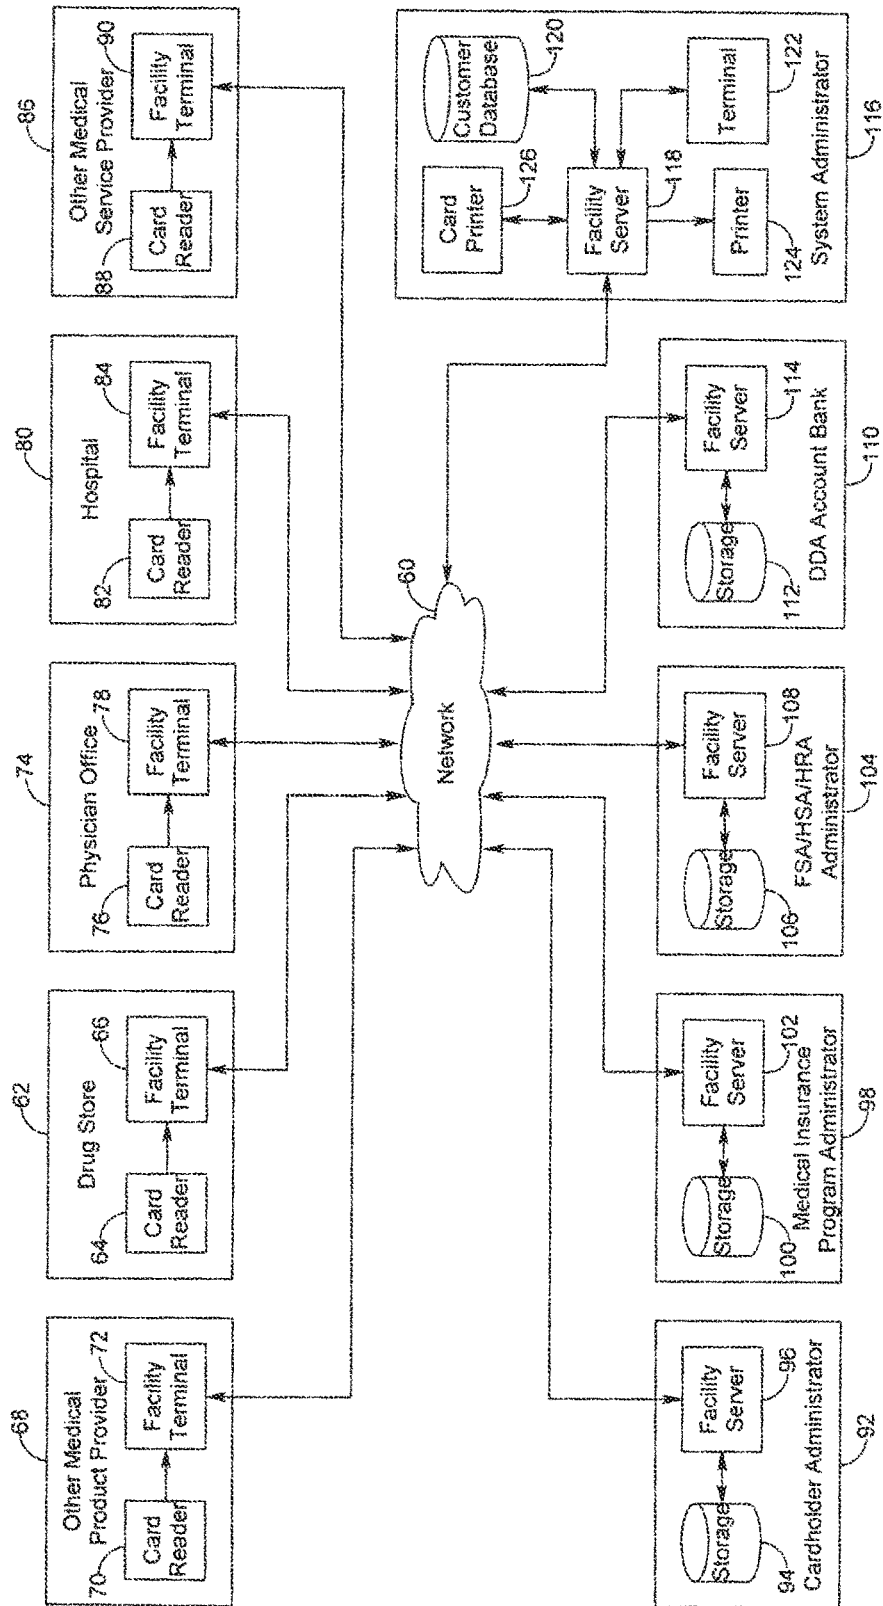 68
Other Medical
Product Provider
70
72
Card
Reader
Facility
Terminal
62
Drug Store
64
66
Card
Reader
Facility
Terminal
74
Physician Office
76
78
Card
Reader
Facility
Terminal
80
Hospital
82
84
Card
Reader
Facility
Terminal
86
Other Medical
Service Provider
88
90
Card
Reader
Facility
Terminal
Network
60
Storage
Facility
Server
94
96
Cardholder Administrator
92
Storage
Facility
Server
100
102
Medical Insurance
Program Administrator
98
Storage
Facility
Server
106
108
FSA/HSA/HRA
Administrator
104
Storage
Facility
Server
112
114
DDA Account Bank
110
Card
Printer
126
Customer
Database
120
Facility
Server
118
Printer
124
Terminal
122
System Administrator
116